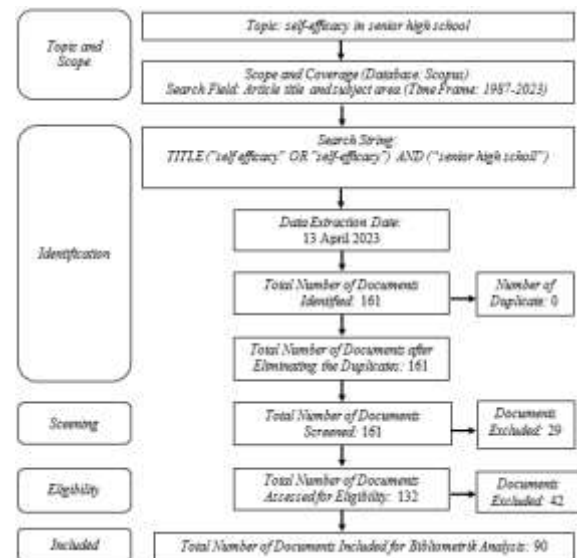 Topic and
Scope
Topic: self-efficacy in senior high school
Scope and Coverage (Database: Scopus)
Search Field: Article title and subject area (Time Frame: 1987-2023)
Identification
Search String:
TITLE ("self efficacy" OR "self-efficacy") AND ("senior high scholl")
Data Extraction Date:
13 April 2023
Total Number of Documents
Identified: 161
Number of
Duplicate: 0
Total Number of Documents after
Eliminating the Duplicates: 161
Sceening
Total Number of Documents
Screened: 161
Documents
Excluded: 29
Eligibility
Total Number of Documents
Assessed for Eligibility: 132
Documents
Excluded: 42
Included
Total Number of Documents Included for Bibliometrik Analysis: 90